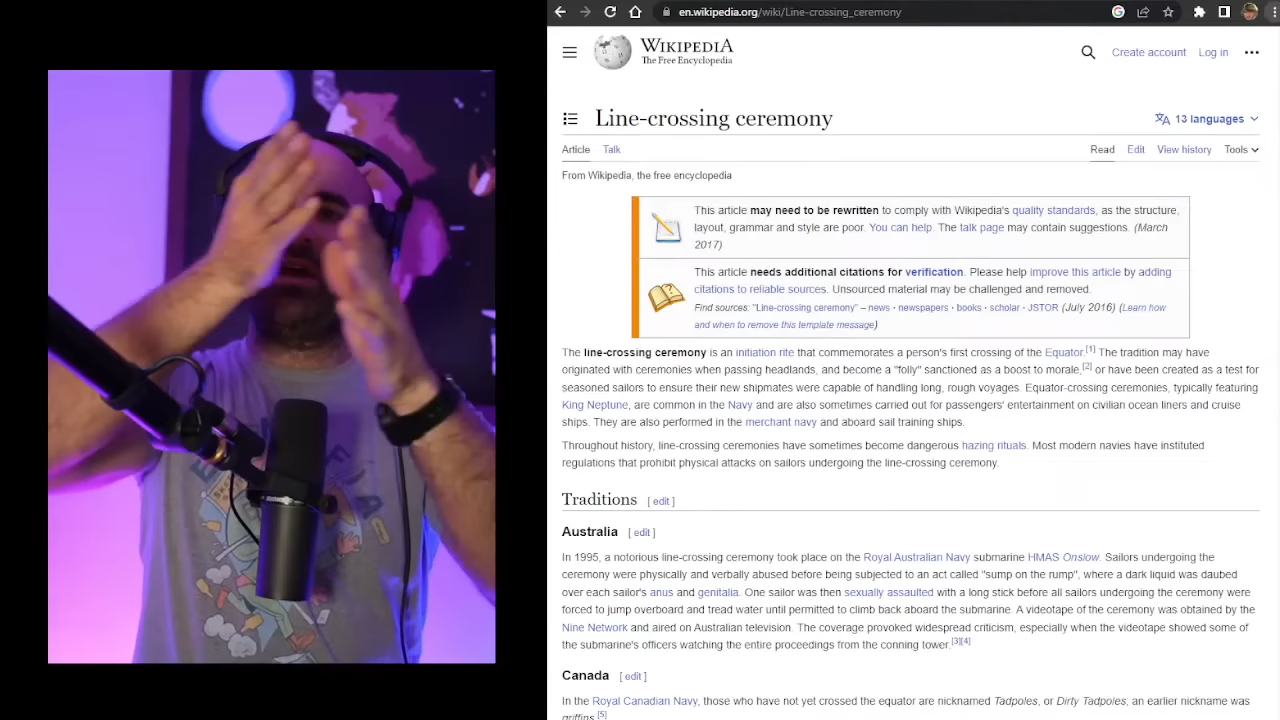 en.wikipedia.org/wiki/Line-crossing_ceremony
WIKIPEDIA
The Free Encyclopedia
Create account
Log in
Line-crossing ceremony
13 languages
Article
Talk
Read
Edit
View history
Tools
From Wikipedia, the free encyclopedia
This article may need to be rewritten to comply with Wikipedia's quality standards, as the structure,
layout, grammar and style are poor. You can help. The talk page may contain suggestions. (March
2017)
This article needs additional citations for verification. Please help improve this article by adding
citations to reliable sources. Unsourced material may be challenged and removed.
Find sources: "Line-crossing ceremony" – news · newspapers · books · scholar · JSTOR (July 2016) (Learn how
and when to remove this template message)
The line-crossing ceremony is an initiation rite that commemorates a person's first crossing of the Equator.[1] The tradition may have
originated with ceremonies when passing headlands, and become a "folly" sanctioned as a boost to morale,[2] or have been created as a test for
seasoned sailors to ensure their new shipmates were capable of handling long, rough voyages. Equator-crossing ceremonies, typically featuring
King Neptune, are common in the Navy and are also sometimes carried out for passengers' entertainment on civilian ocean liners and cruise
ships. They are also performed in the merchant navy and aboard sail training ships.
Throughout history, line-crossing ceremonies have sometimes become dangerous hazing rituals. Most modern navies have instituted
regulations that prohibit physical attacks on sailors undergoing the line-crossing ceremony.
Traditions [ edit ]
Australia [ edit ]
In 1995, a notorious line-crossing ceremony took place on the Royal Australian Navy submarine HMAS Onslow. Sailors undergoing the
ceremony were physically and verbally abused before being subjected to an act called "sump on the rump", where a dark liquid was daubed
over each sailor's anus and genitalia. One sailor was then sexually assaulted with a long stick before all sailors undergoing the ceremony were
forced to jump overboard and tread water until permitted to climb back aboard the submarine. A videotape of the ceremony was obtained by the
Nine Network and aired on Australian television. The coverage provoked widespread criticism, especially when the videotape showed some of
the submarine's officers watching the entire proceedings from the conning tower.[3][4]
Canada [ edit ]
In the Royal Canadian Navy, those who have not yet crossed the equator are nicknamed Tadpoles, or Dirty Tadpoles; an earlier nickname was
griffins.[5]